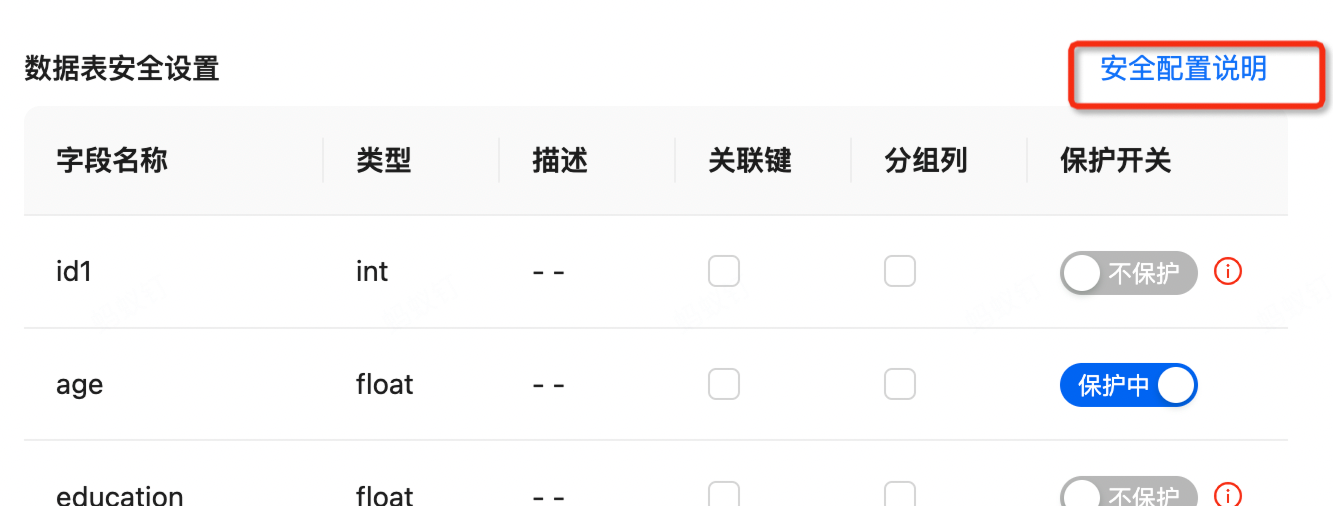 数据表安全设置 安全配置说明
字段名称 类型 描述 关联键 分组列 保护开关
id1 int - - 不保护
age float - - 保护中
education float - - 不保护